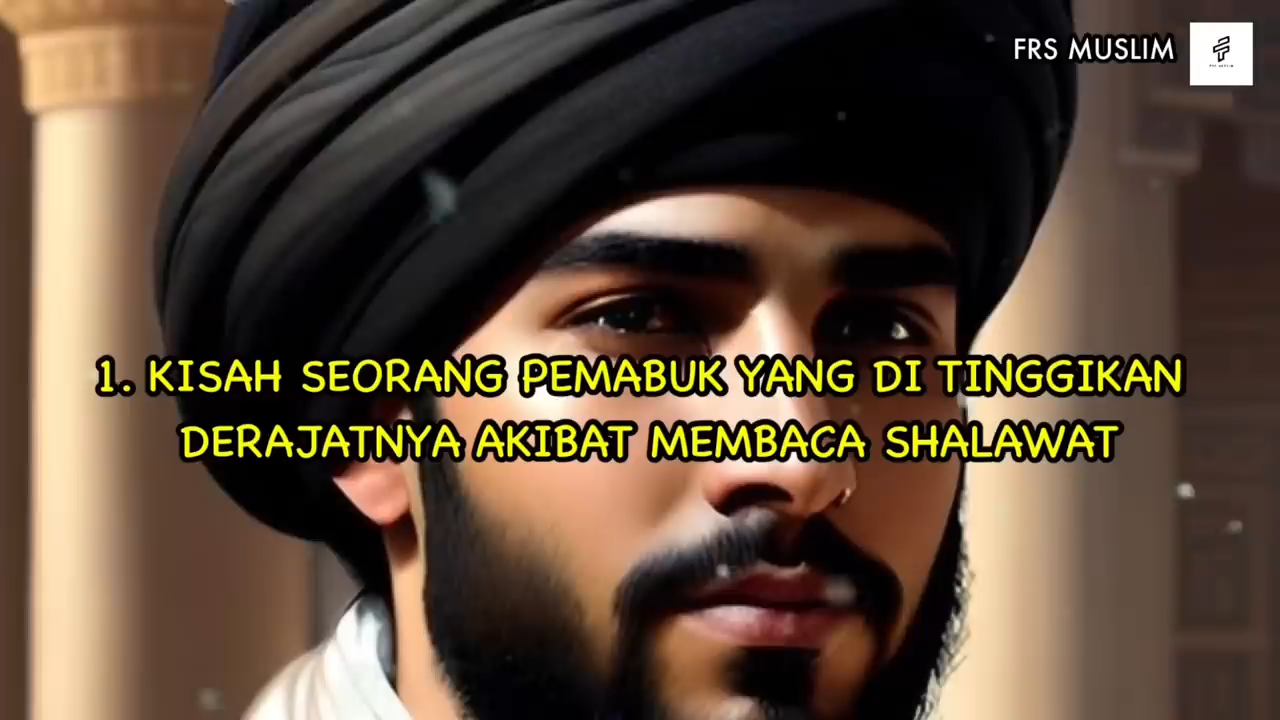 FRS MUSLIM
1. KISAH SEORANG PEMABUK YANG DI TINGGIKAN
DERAJATNYA AKIBAT MEMBACA SHALAWAT